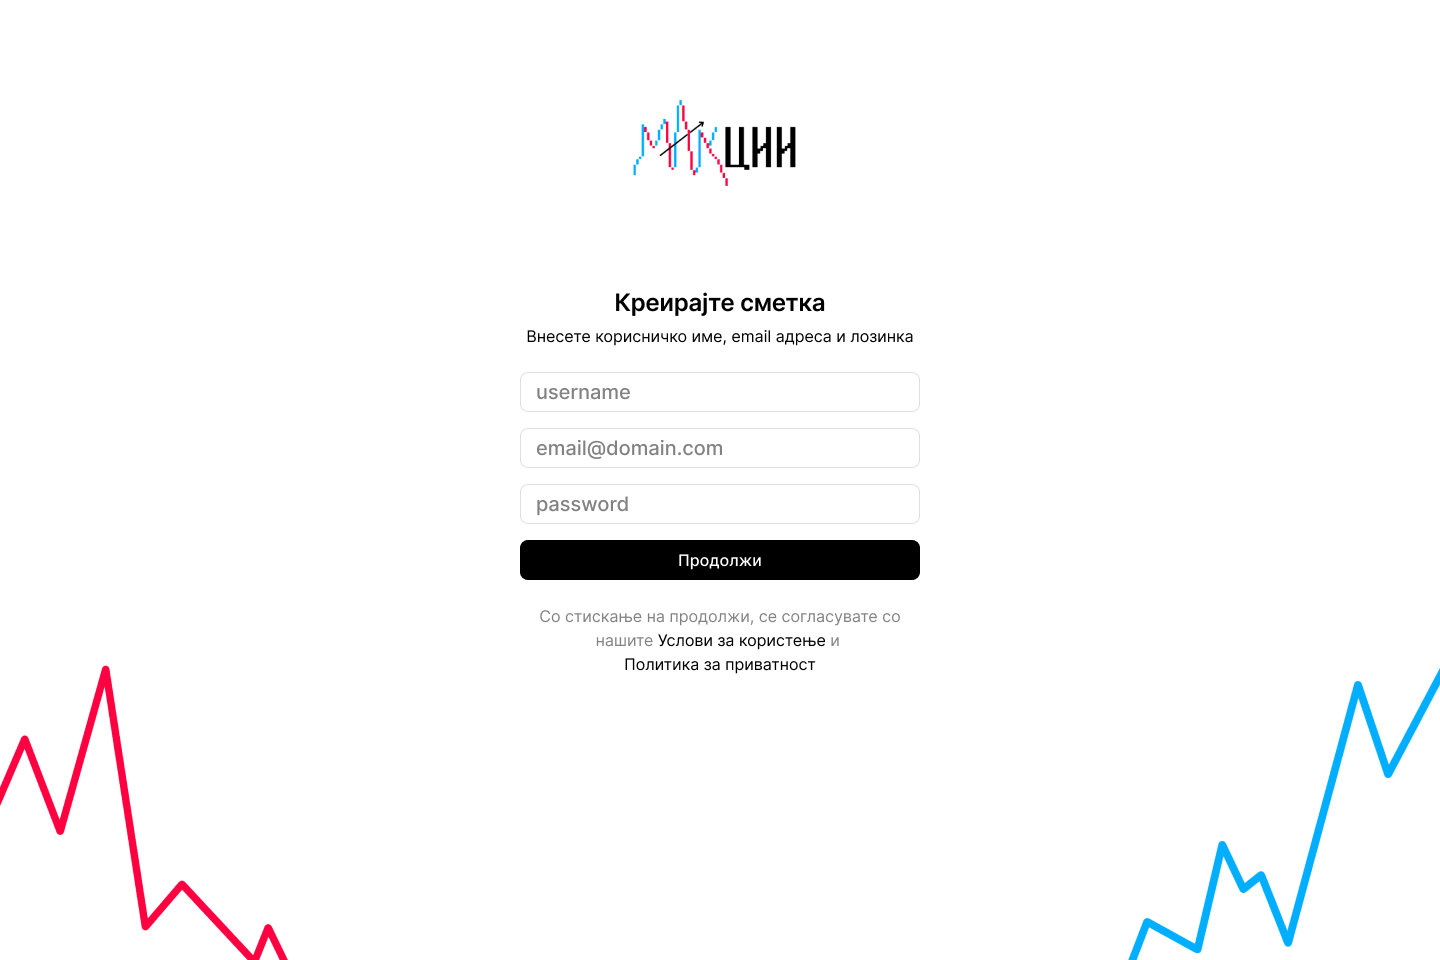 МАКЦИИ
Креирајте сметка
Внесете корисничко име, email адреса и лозинка
username
email@domain.com
password
Продолжи
Со стискање на продолжи, се согласувате со
нашите Услови за користење и
Политика за приватност